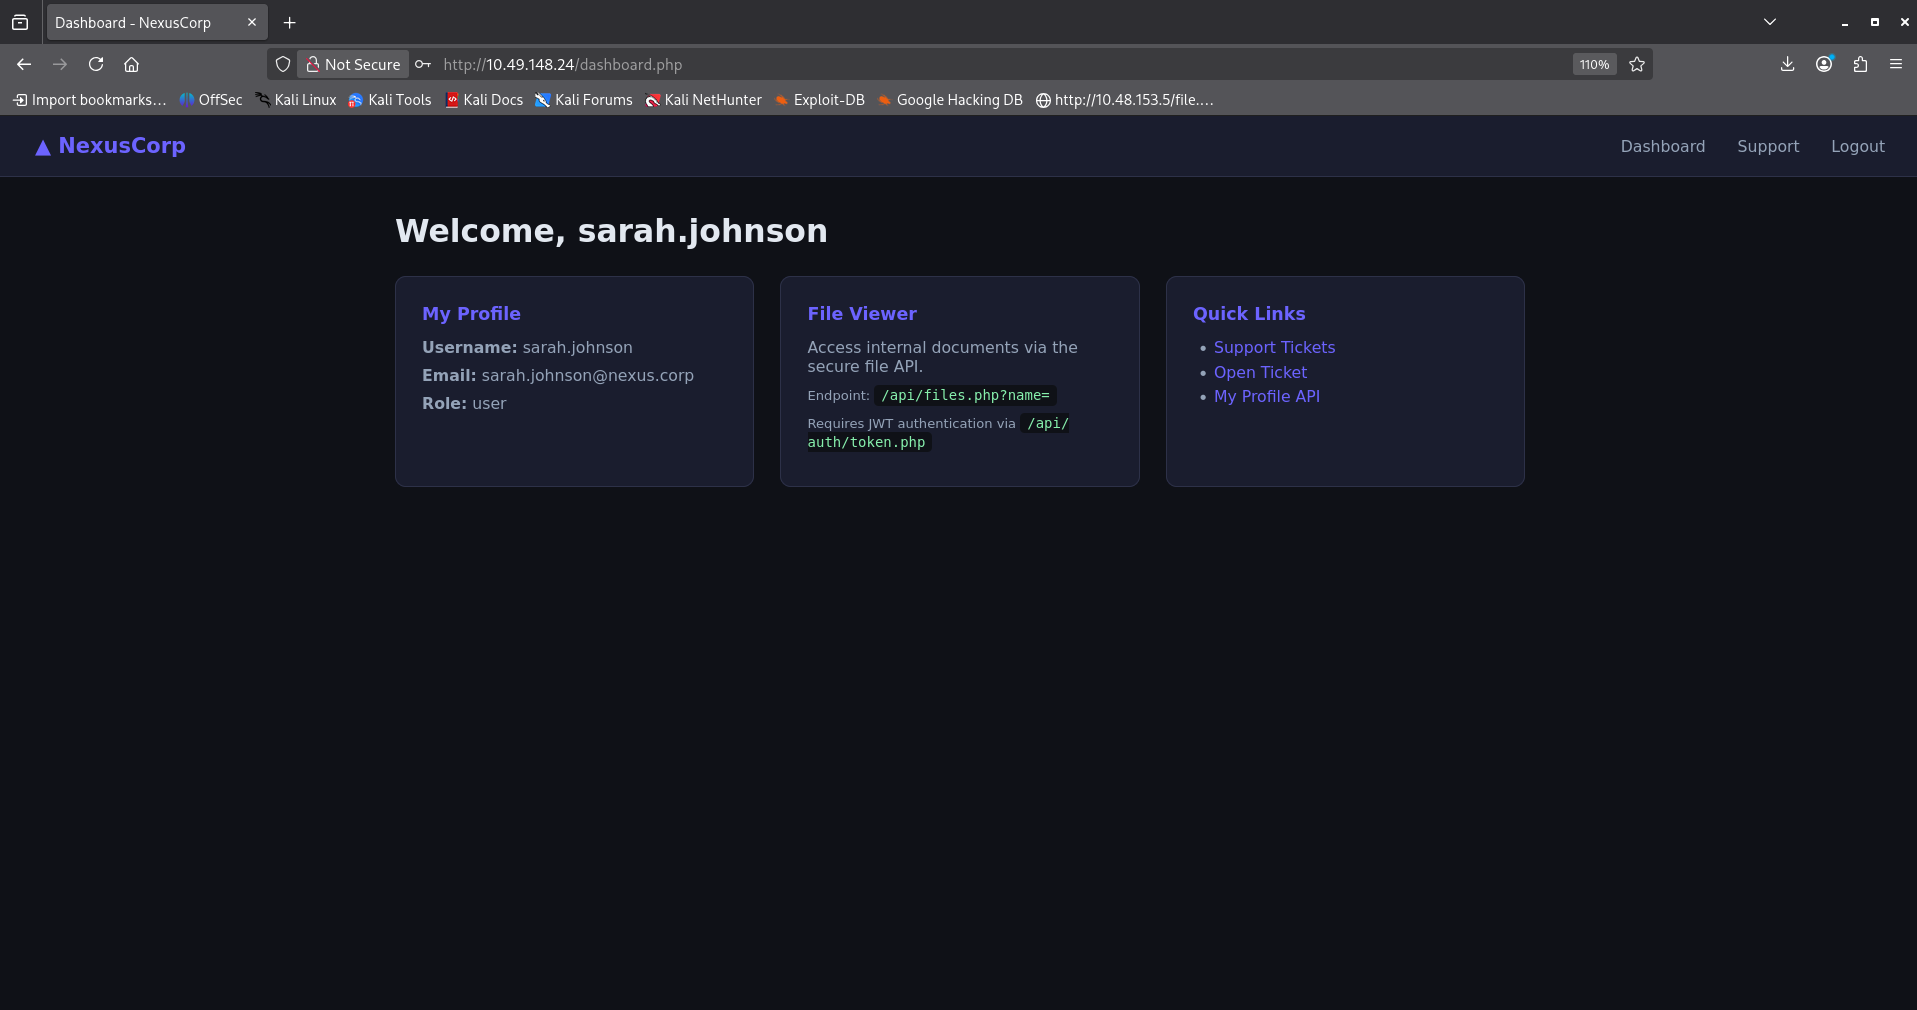 Dashboard - NexusCorp
Not Secure
http://10.49.148.24/dashboard.php
110%
Import bookmarks...
OffSec
Kali Linux
Kali Tools
Kali Docs
Kali Forums
Kali NetHunter
Exploit-DB
Google Hacking DB
http://10.48.153.5/file....
NexusCorp
Dashboard
Support
Logout
Welcome, sarah.johnson
My Profile
Username: sarah.johnson
Email: sarah.johnson@nexus.corp
Role: user
File Viewer
Access internal documents via the
secure file API.
Endpoint: /api/files.php?name=
Requires JWT authentication via /api/
auth/token.php
Quick Links
• Support Tickets
• Open Ticket
• My Profile API